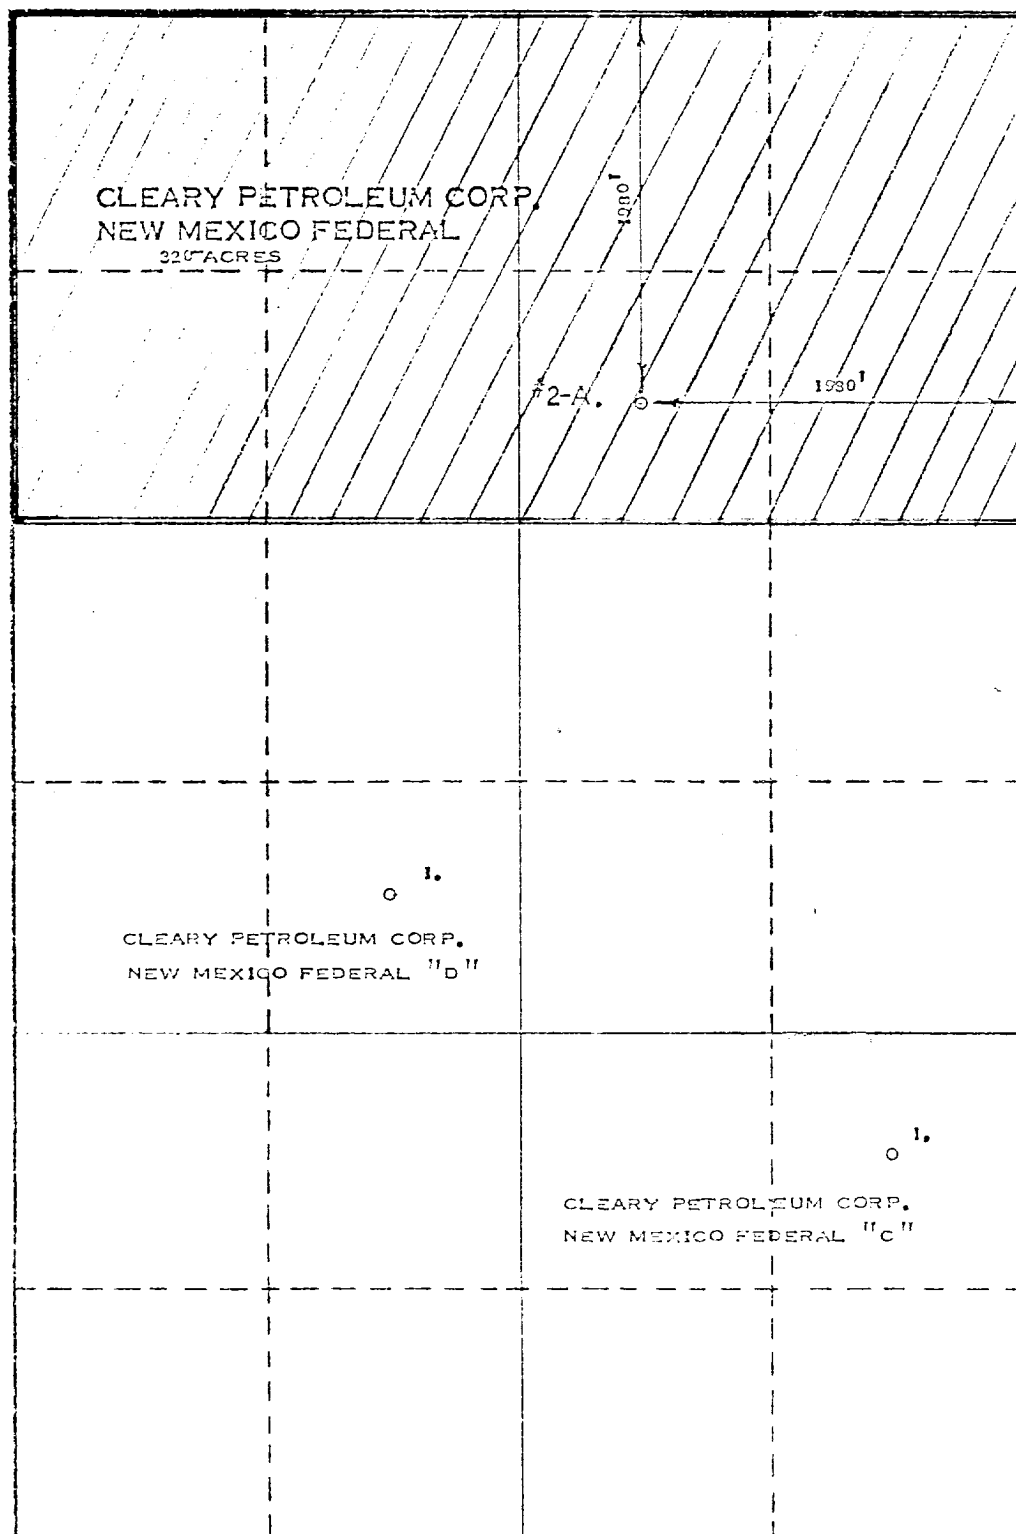 CLEARY PETROLEUM CORP.
NEW MEXICO FEDERAL
320 ACRES
1980'
#2-A.
1980'
1.
CLEARY PETROLEUM CORP.
NEW MEXICO FEDERAL "D"
1.
CLEARY PETROLEUM CORP.
NEW MEXICO FEDERAL "C"